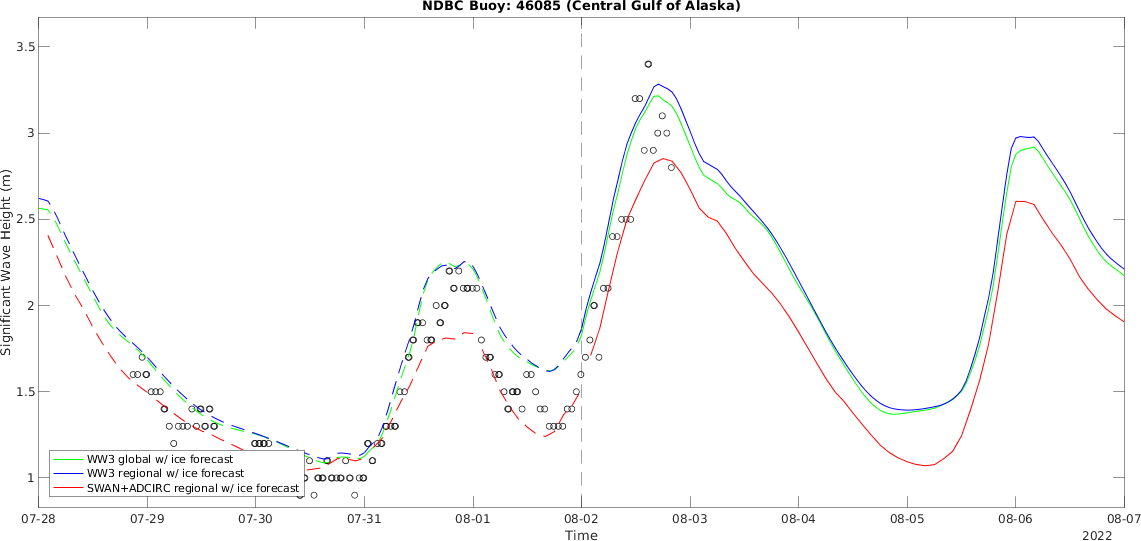 NDBC Buoy: 46085 (Central Gulf of Alaska)
3.5
3
2.5
2
1.5
1
Significant Wave Height (m)
WW3 global w/ ice forecast
WW3 regional w/ ice forecast
SWAN+ADCIRC regional w/ ice forecast
07-28 07-29 07-30 07-31 08-01 08-02 08-03 08-04 08-05 08-06 08-07
Time
2022